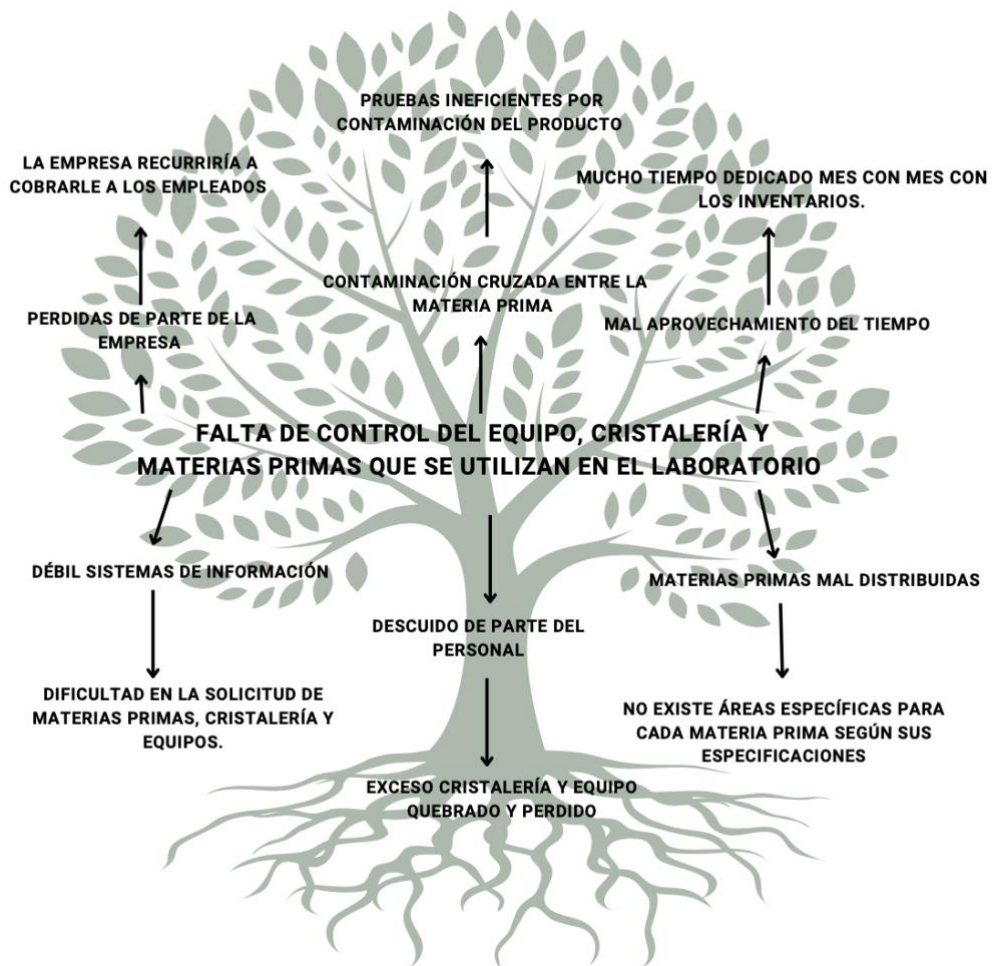 PRUEBAS INEFICIENTES POR
CONTAMINACIÓN DEL PRODUCTO
LA EMPRESA RECURRIRÍA A
COBRARLE A LOS EMPLEADOS
MUCHO TIEMPO DEDICADO MES CON MES CON
LOS INVENTARIOS.
CONTAMINACIÓN CRUZADA ENTRE LA
MATERIA PRIMA
PERDIDAS DE PARTE DE LA
EMPRESA
MAL APROVECHAMIENTO DEL TIEMPO
FALTA DE CONTROL DEL EQUIPO, CRISTALERÍA Y
MATERIAS PRIMAS QUE SE UTILIZAN EN EL LABORATORIO
DÉBIL SISTEMAS DE INFORMACIÓN
MATERIAS PRIMAS MAL DISTRIBUIDAS
DESCUIDO DE PARTE DEL
PERSONAL
DIFICULTAD EN LA SOLICITUD DE
MATERIAS PRIMAS, CRISTALERÍA Y
EQUIPOS.
NO EXISTE ÁREAS ESPECÍFICAS PARA
CADA MATERIA PRIMA SEGÚN SUS
ESPECIFICACIONES
EXCESO CRISTALERÍA Y EQUIPO
QUEBRADO Y PERDIDO